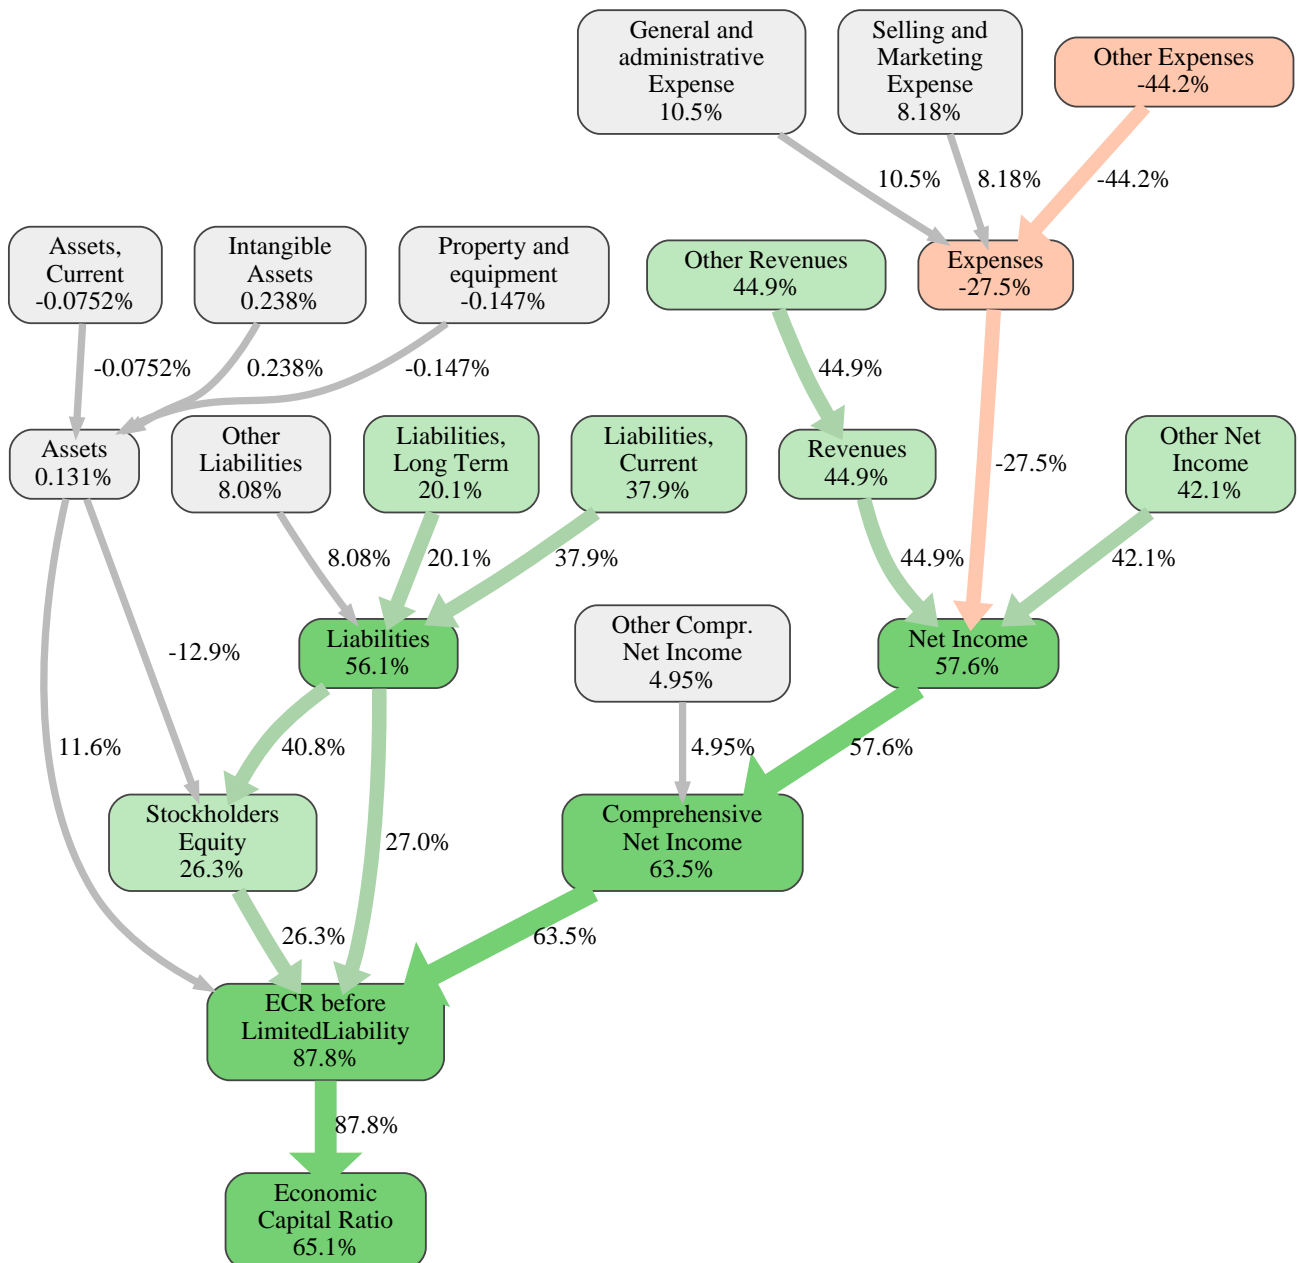 General and
administrative
Expense
10.5%
Selling and
Marketing
Expense
8.18%
Other Expenses
-44.2%
10.5%
8.18%
-44.2%
Assets,
Current
-0.0752%
Intangible
Assets
0.238%
Property and
equipment
-0.147%
Other Revenues
44.9%
Expenses
-27.5%
-0.0752%
0.238%
-0.147%
44.9%
Assets
0.131%
Other
Liabilities
8.08%
Liabilities,
Long Term
20.1%
Liabilities,
Current
37.9%
Revenues
44.9%
-27.5%
Other Net
Income
42.1%
8.08%
20.1%
37.9%
44.9%
42.1%
Liabilities
56.1%
-12.9%
Other Compr.
Net Income
4.95%
Net Income
57.6%
11.6%
40.8%
4.95%
57.6%
Stockholders
Equity
26.3%
27.0%
Comprehensive
Net Income
63.5%
26.3%
63.5%
ECR before
LimitedLiability
87.8%
87.8%
Economic
Capital Ratio
65.1%